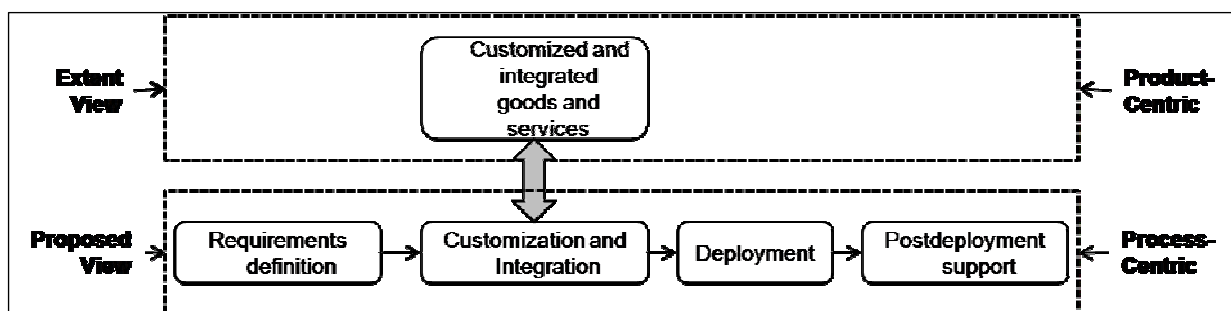 Extant
View
Customized and
integrated
goods and
services
Product-
Centric
Proposed
View
Requirements
definition
Customization and
Integration
Deployment
Postdeployment
support
Process-
Centric